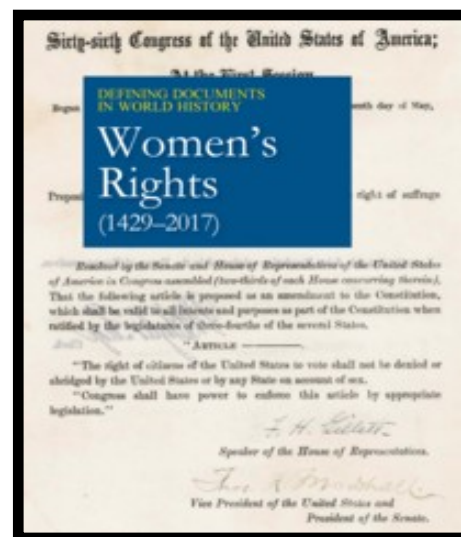 Sixty-sixth Congress of the United States of America;
At the First Session
DEFINING DOCUMENTS
IN WORLD HISTORY
Women's
Rights
(1429–2017)
day of May,
right of suffrage
Resolved by the Senate and House of Representatives of the United States
of America in Congress assembled (two-thirds of each House concurring therein),
That the following article is proposed as an amendment to the Constitution,
which shall be valid to all intents and purposes as part of the Constitution when
ratified by the legislatures of three-fourths of the several States.
"ARTICLE ————.
"The right of citizens of the United States to vote shall not be denied or
abridged by the United States or by any State on account of sex.
"Congress shall have power to enforce this article by appropriate
legislation."
F. H. Gillett
Speaker of the House of Representatives.
Thos. R. Marshall
Vice President of the United States and
President of the Senate.